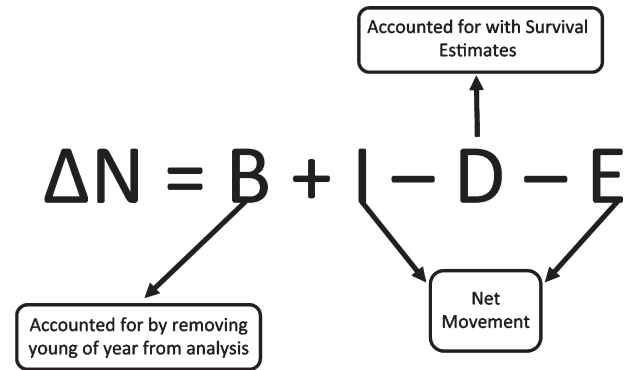 Accounted for with Survival
Estimates
ΔN = B + I − D − E
Accounted for by removing
young of year from analysis
Net
Movement